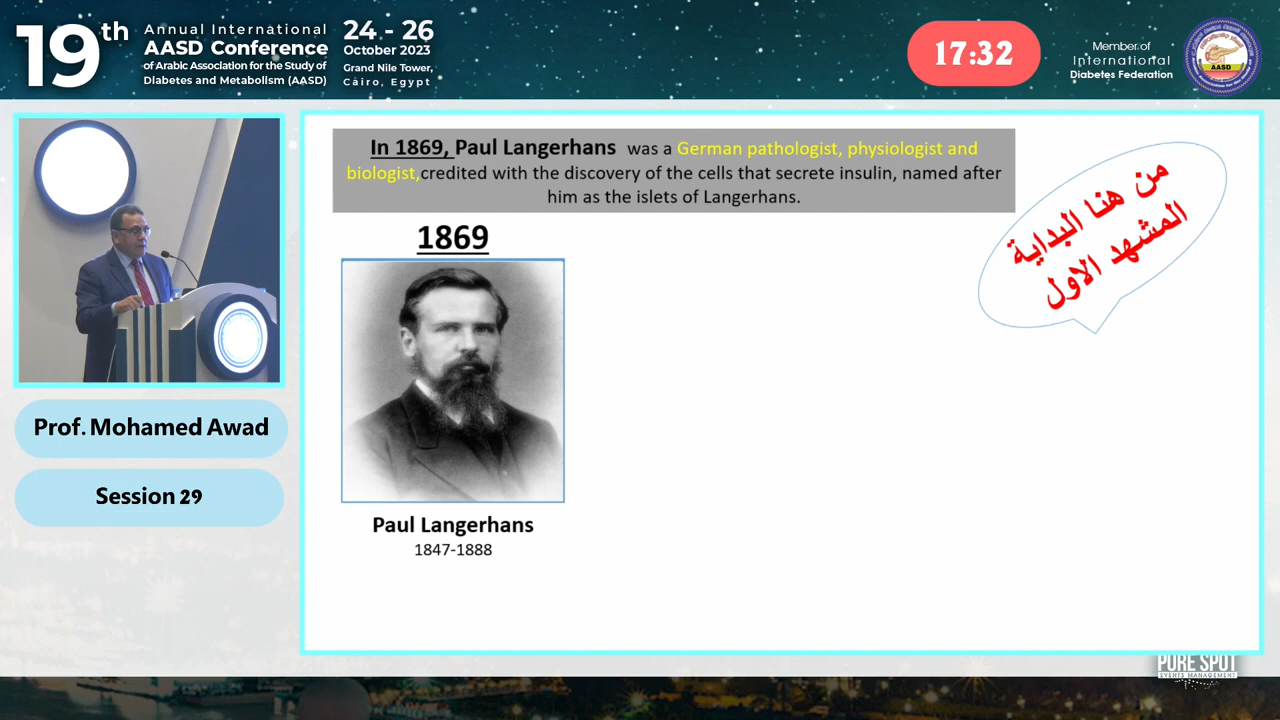 19th
Annual International
AASD Conference
of Arabic Association for the Study of
Diabetes and Metabolism (AASD)
24 - 26
October 2023
Grand Nile Tower,
Cairo, Egypt
17:32
Member of
International
Diabetes Federation
AASD
In 1869, Paul Langerhans was a German pathologist, physiologist and
biologist,credited with the discovery of the cells that secrete insulin, named after
him as the islets of Langerhans.
من هنا البداية
المشهد الاول
1869
Paul Langerhans
1847-1888
Prof. Mohamed Awad
Session 29
PURE SPOT
EVENTS MANAGEMENT